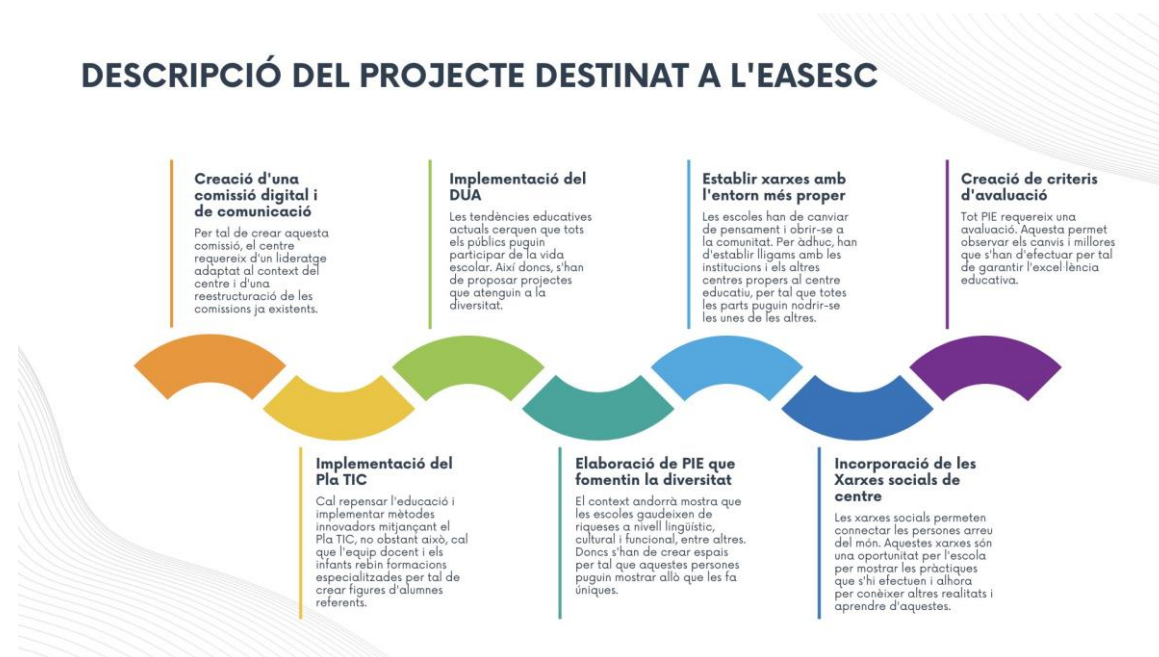 DESCRIPCIÓ DEL PROJECTE DESTINAT A L'EASESC
Creació d'una
comissió digital i
de comunicació
Per tal de crear aquesta
comissió, el centre
requereix d'un lideratge
adaptat al context del
centre i d'una
reestructuració de les
comissions ja existents.
Implementació del
Pla TIC
Cal repensar l'educació i
implementar mètodes
innovadors mitjançant el
Pla TIC, no obstant això, cal
que l'equip docent i els
infants rebin formacions
especialitzades per tal de
crear figures d'alumnes
referents.
Implementació del
DUA
Les tendències educatives
actuals cerquen que tots
els públics puguin
participar de la vida
escolar. Així doncs, s'han
de proposar projectes
que atenguin a la
diversitat.
Elaboració de PIE que
fomentin la diversitat
El context andorrà mostra que
les escoles gaudeixen de
riqueses a nivell lingüístic,
cultural i funcional, entre altres.
Doncs s'han de crear espais
per tal que aquestes persones
puguin mostrar allò que les fa
úniques.
Establir xarxes amb
l'entorn més proper
Les escoles han de canviar
de pensament i obrir-se a
la comunitat. Per àdhuc, han
d'establir lligams amb les
institucions i els altres
centres propers al centre
educatiu, per tal que totes
les parts puguin nodrir-se
les unes de les altres.
Incorporació de les
Xarxes socials de
centre
Les xarxes socials permeten
connectar les persones arreu
del món. Aquestes xarxes són
una oportunitat per l'escola
per mostrar les pràctiques
que s'hi efectuen i alhora
per conèixer altres realitats i
aprendre d'aquestes.
Creació de criteris
d'avaluació
Tot PIE requereix una
avaluació. Aquesta permet
observar els canvis i millores
que s'han d'efectuar per tal
de garantir l'excel lència
educativa.